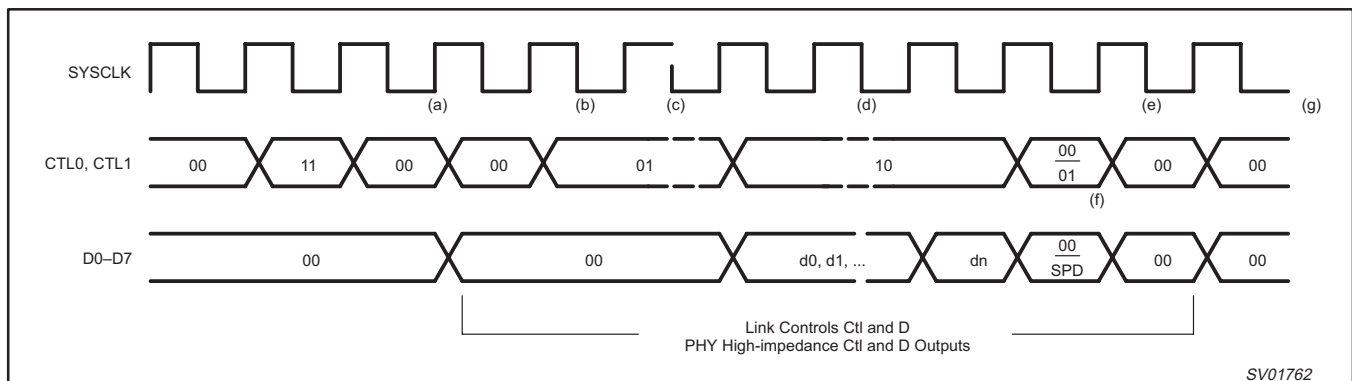 SYSCLK
(a) (b) (c) (d) (e) (g)
CTL0, CTL1 00 11 00 00 01 10 00 00 00
01
(f)
D0–D7 00 00 d0, d1, ... dn 00 00 00
SPD
Link Controls Ctl and D
PHY High-impedance Ctl and D Outputs
SV01762